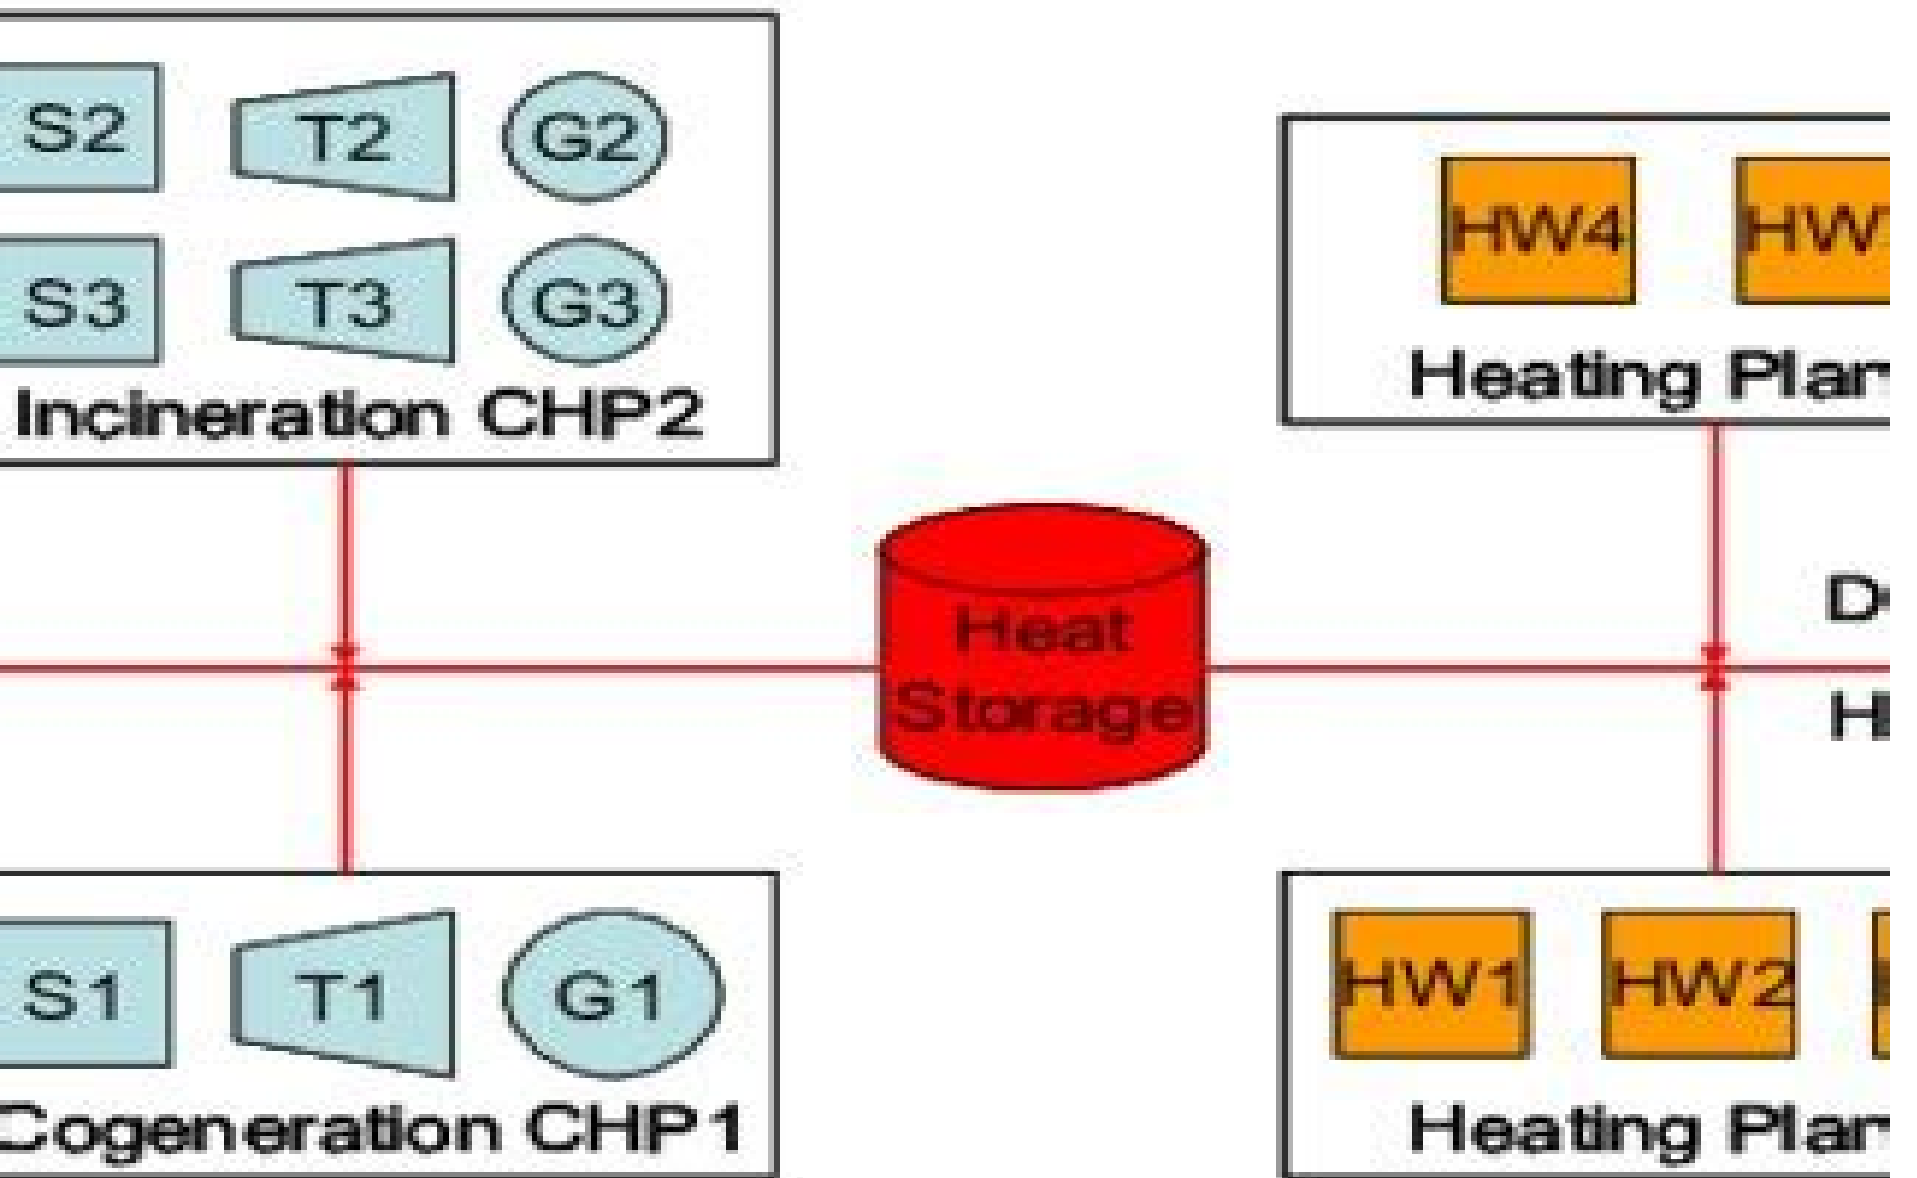 S2 T2 G2
S3 T3 G3
Incineration CHP2
HW4
Heating
Heat
Storage
S1 T1 G1
Cogeneration CHP1
HW1 HW2
Heating